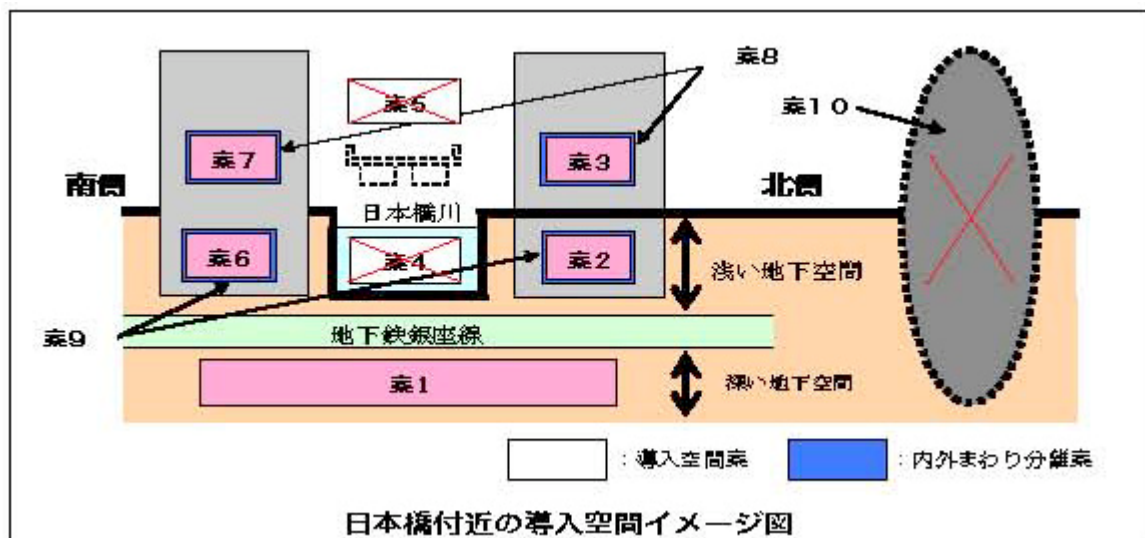 案8
案5
案10
案7
案3
南側
北側
日本橋川
案6
案4
案2
浅い地下空間
案9
地下鉄銀座線
案1
深い地下空間
：導入空間案
：内外まわり分離案
日本橋付近の導入空間イメージ図